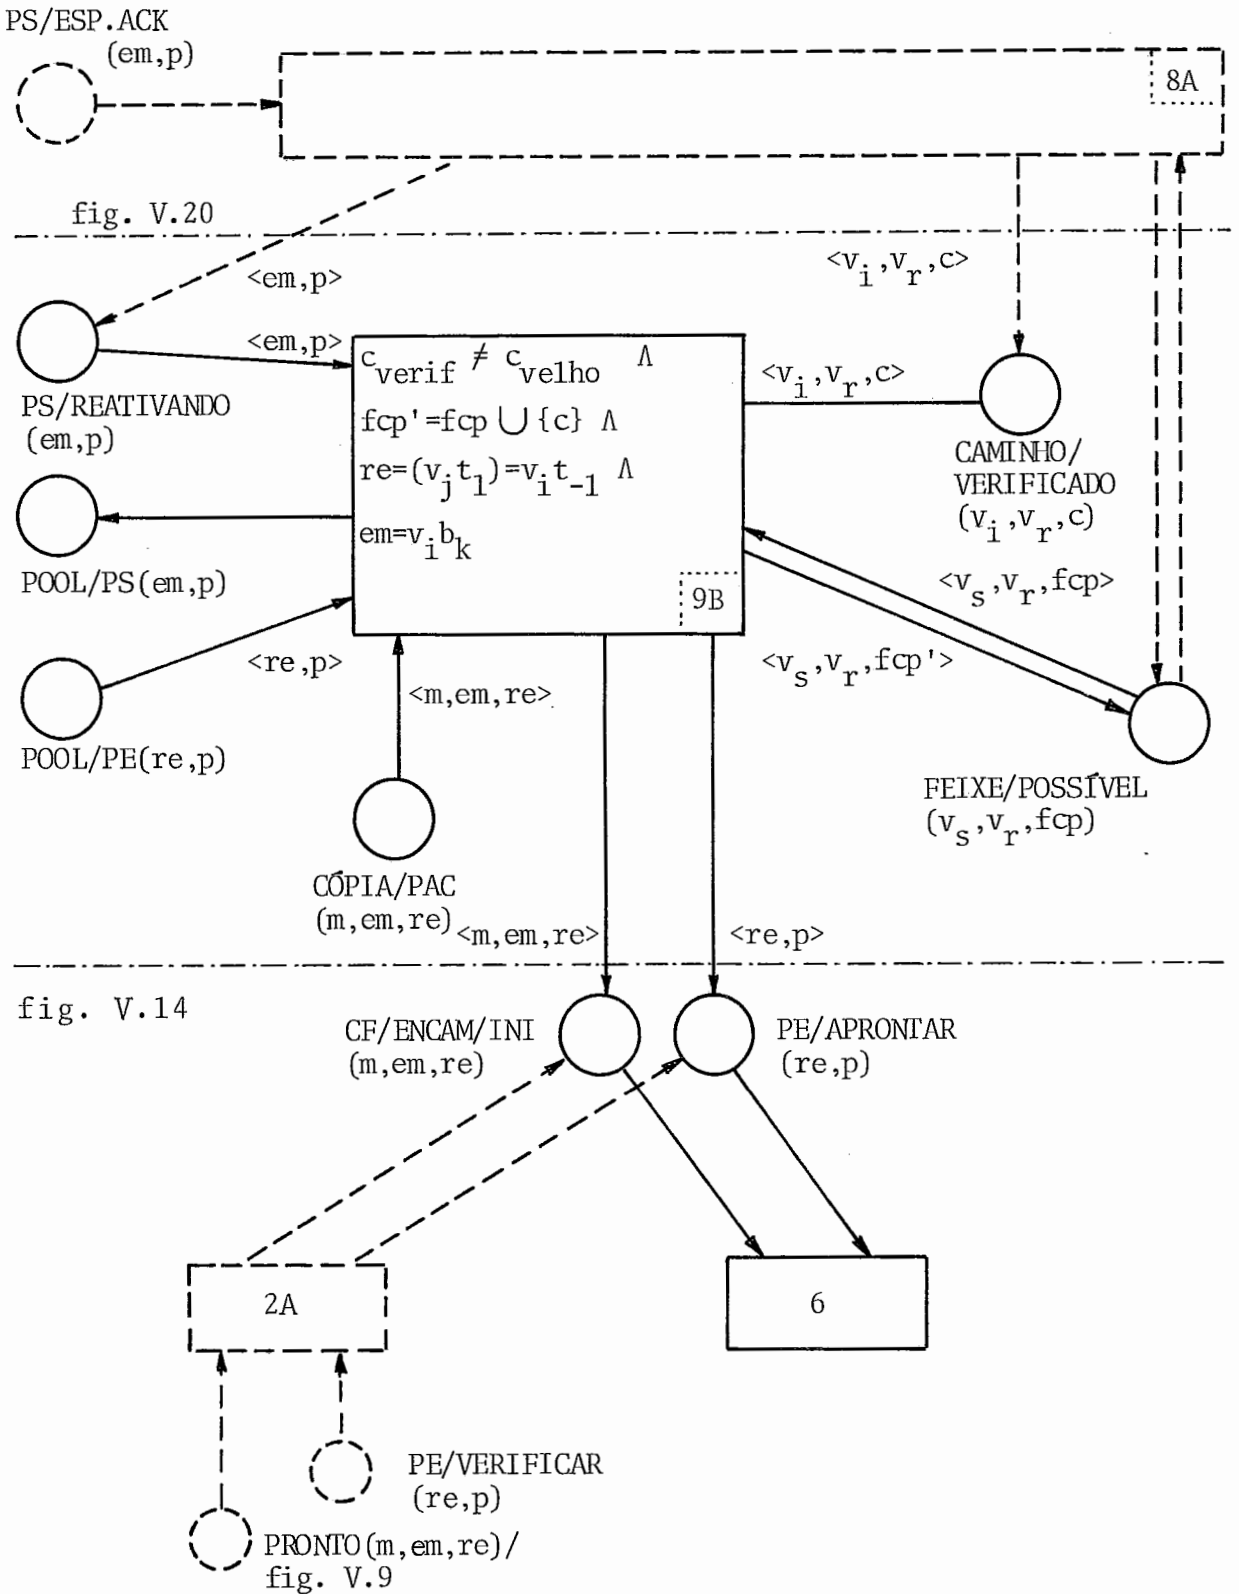 PS/ESP.ACK
(em,p)
8A
fig. V.20
<em,p>
<v_i,v_r,c>
<em,p>
PS/REATIVANDO
(em,p)
c_verif ≠ c_velho Λ
fcp'=fcp ∪ {c} Λ
re=(v_j t_1)=v_i t_-1 Λ
em=v_i b_k
9B
<v_i,v_r,c>
CAMINHO/
VERIFICADO
(v_i,v_r,c)
POOL/PS(em,p)
<v_s,v_r,fcp>
<v_s,v_r,fcp'>
<re,p>
<m,em,re>
POOL/PE(re,p)
FEIXE/POSSÍVEL
(v_s,v_r,fcp)
CÓPIA/PAC
(m,em,re)
<m,em,re>
<re,p>
fig. V.14
CF/ENCAM/INI
(m,em,re)
PE/APRONTAR
(re,p)
2A
6
PE/VERIFICAR
(re,p)
PRONTO(m,em,re)/
fig. V.9